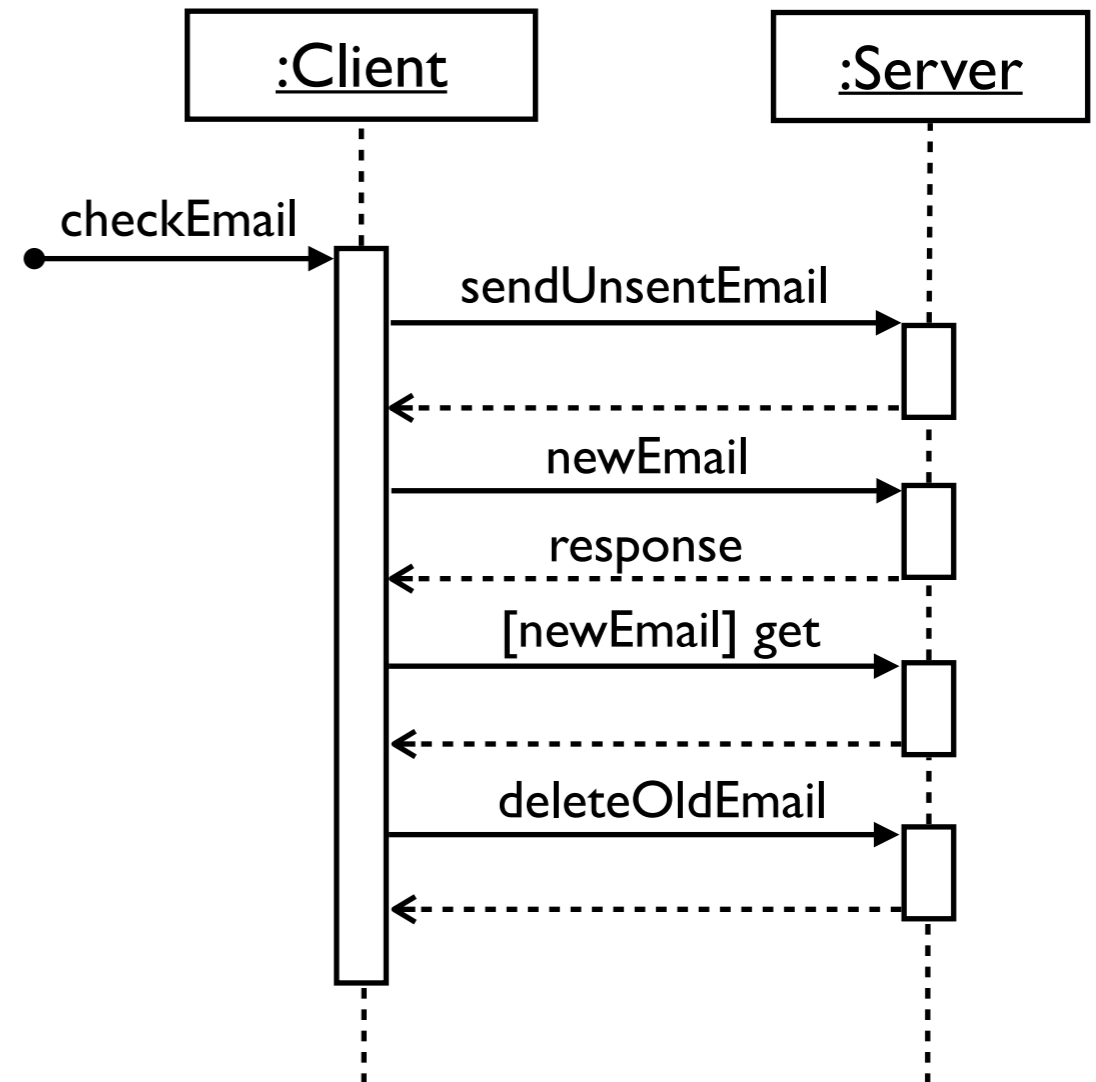 :Client
:Server
checkEmail
sendUnsentEmail
newEmail
response
[newEmail] get
deleteOldEmail